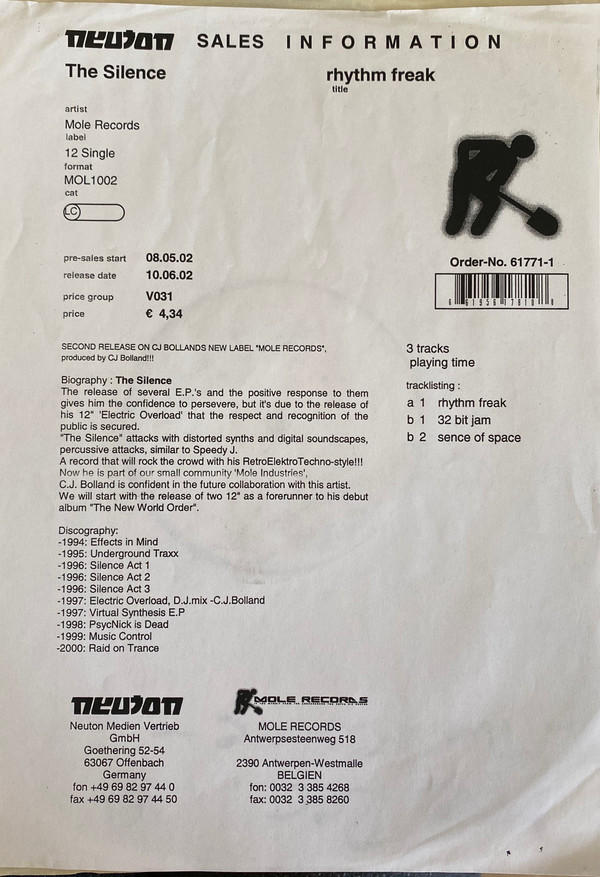 neuton SALES INFORMATION
The Silence rhythm freak
title
artist
Mole Records
label
12 Single
format
MOL1002
cat
LC
pre-sales start 08.05.02
release date 10.06.02
price group V031
price € 4,34
Order-No. 61771-1
SECOND RELEASE ON CJ BOLLANDS NEW LABEL "MOLE RECORDS",
produced by CJ Bolland!!!
Biography : The Silence
The release of several E.P.'s and the positive response to them
gives him the confidence to persevere, but it's due to the release of
his 12" 'Electric Overload' that the respect and recognition of the
public is secured.
"The Silence" attacks with distorted synths and digital soundscapes,
percussive attacks, similar to Speedy J.
A record that will rock the crowd with his RetroElektroTechno-style!!!
Now he is part of our small community 'Mole Industries',
C.J. Bolland is confident in the future collaboration with this artist.
We will start with the release of two 12" as a forerunner to his debut
album "The New World Order".
3 tracks
playing time
tracklisting :
a 1 rhythm freak
b 1 32 bit jam
b 2 sence of space
Discography:
-1994: Effects in Mind
-1995: Underground Traxx
-1996: Silence Act 1
-1996: Silence Act 2
-1996: Silence Act 3
-1997: Electric Overload, D.J.mix -C.J.Bolland
-1997: Virtual Synthesis E.P
-1998: PsycNick is Dead
-1999: Music Control
-2000: Raid on Trance
neuton
Neuton Medien Vertrieb
GmbH
Goethering 52-54
63067 Offenbach
Germany
fon +49 69 82 97 44 0
fax +49 69 82 97 44 50
MOLE RECORDS
MOLE RECORDS
Antwerpsesteenweg 518
2390 Antwerpen-Westmalle
BELGIEN
fon: 0032 3 385 4268
fax: 0032 3 385 8260